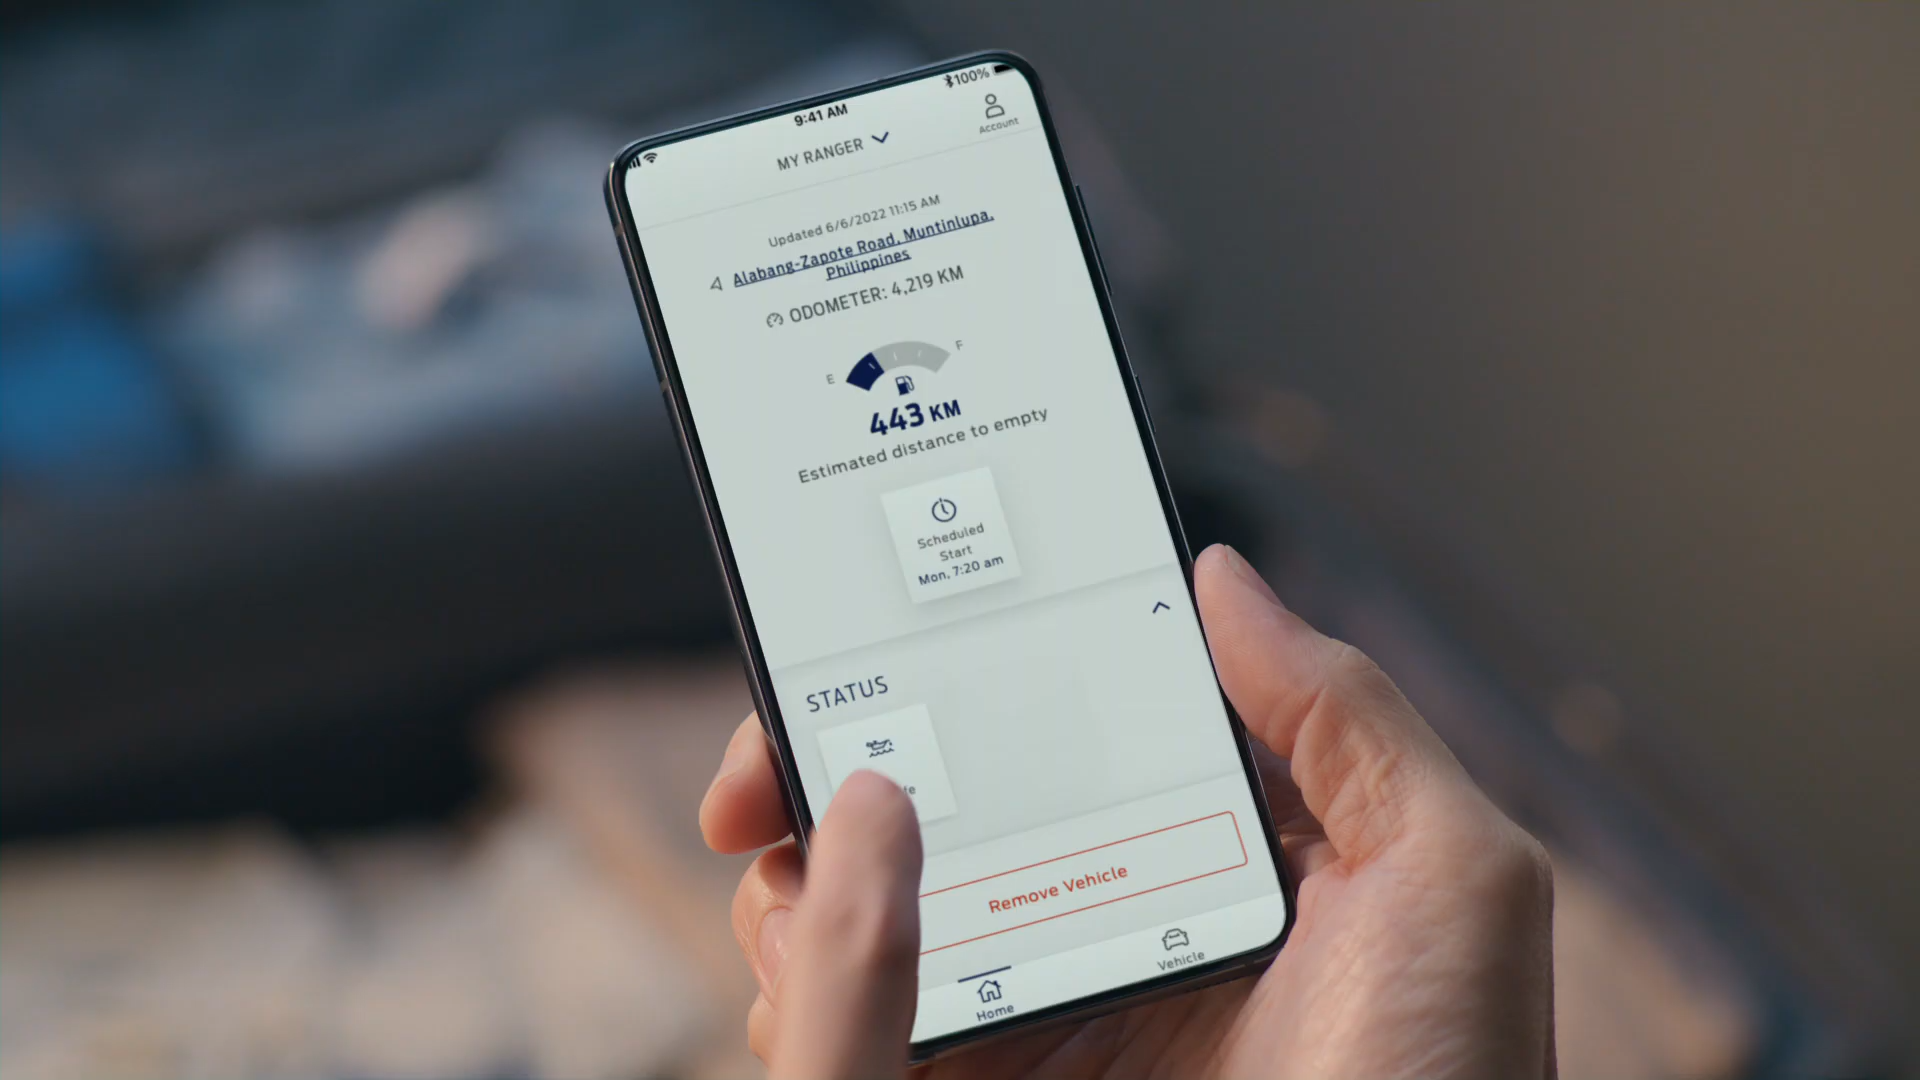 9:41 AM
100%
MY RANGER
Account
Updated 6/6/2022 11:15 AM
Alabang-Zapote Road, Muntinlupa,
Philippines
ODOMETER: 4,219 KM
E
F
443 KM
Estimated distance to empty
Scheduled
Start
Mon, 7:20 am
STATUS
Remove Vehicle
Home
Vehicle